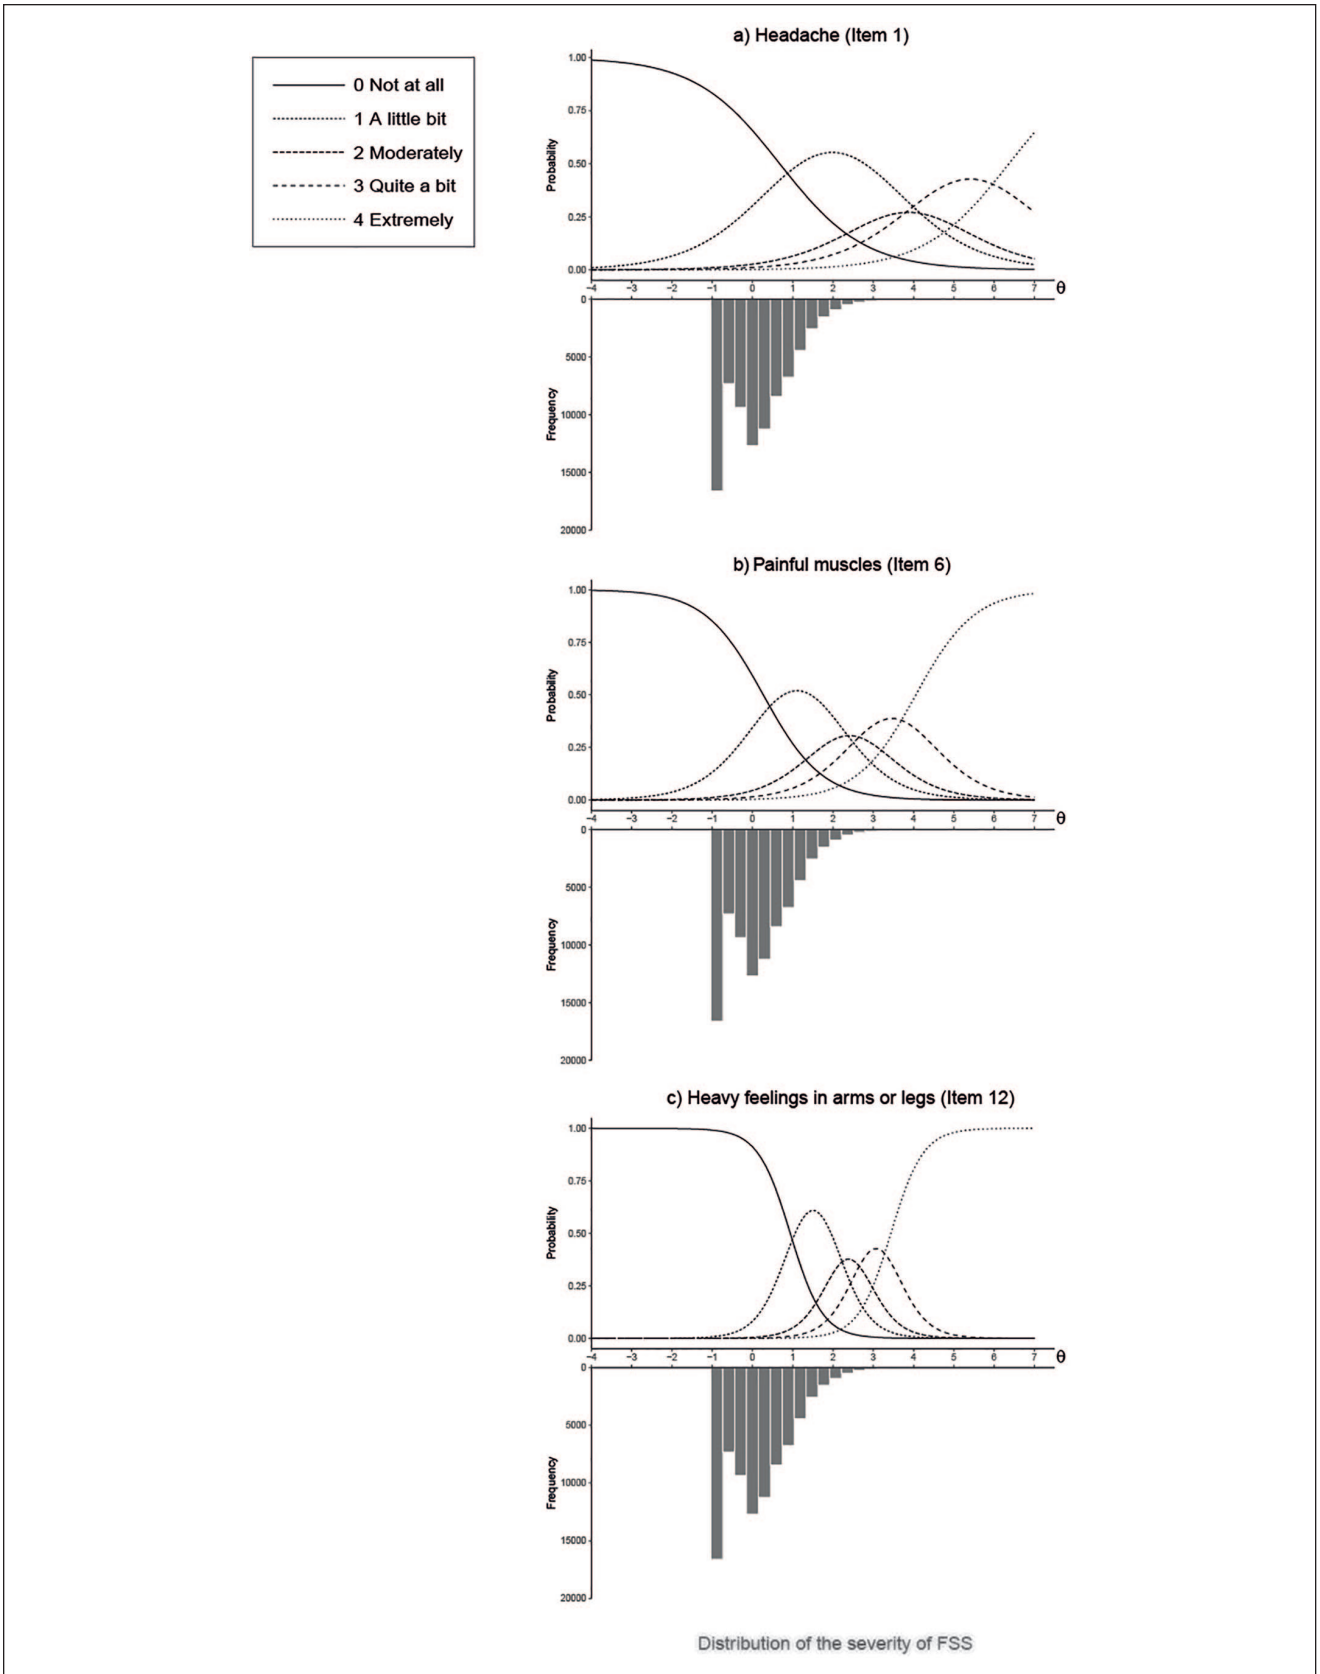 a) Headache (Item 1)
0 Not at all
1 A little bit
2 Moderately
3 Quite a bit
4 Extremely
Probability
1.00
0.75
0.50
0.25
0.00
−4 −3 −2 −1 0 1 2 3 4 5 6 7 θ
Frequency
0
5000
10000
15000
20000
b) Painful muscles (Item 6)
Probability
1.00
0.75
0.50
0.25
0.00
−4 −3 −2 −1 0 1 2 3 4 5 6 7 θ
Frequency
0
5000
10000
15000
20000
c) Heavy feelings in arms or legs (Item 12)
Probability
1.00
0.75
0.50
0.25
0.00
−4 −3 −2 −1 0 1 2 3 4 5 6 7 θ
Frequency
0
5000
10000
15000
20000
Distribution of the severity of FSS